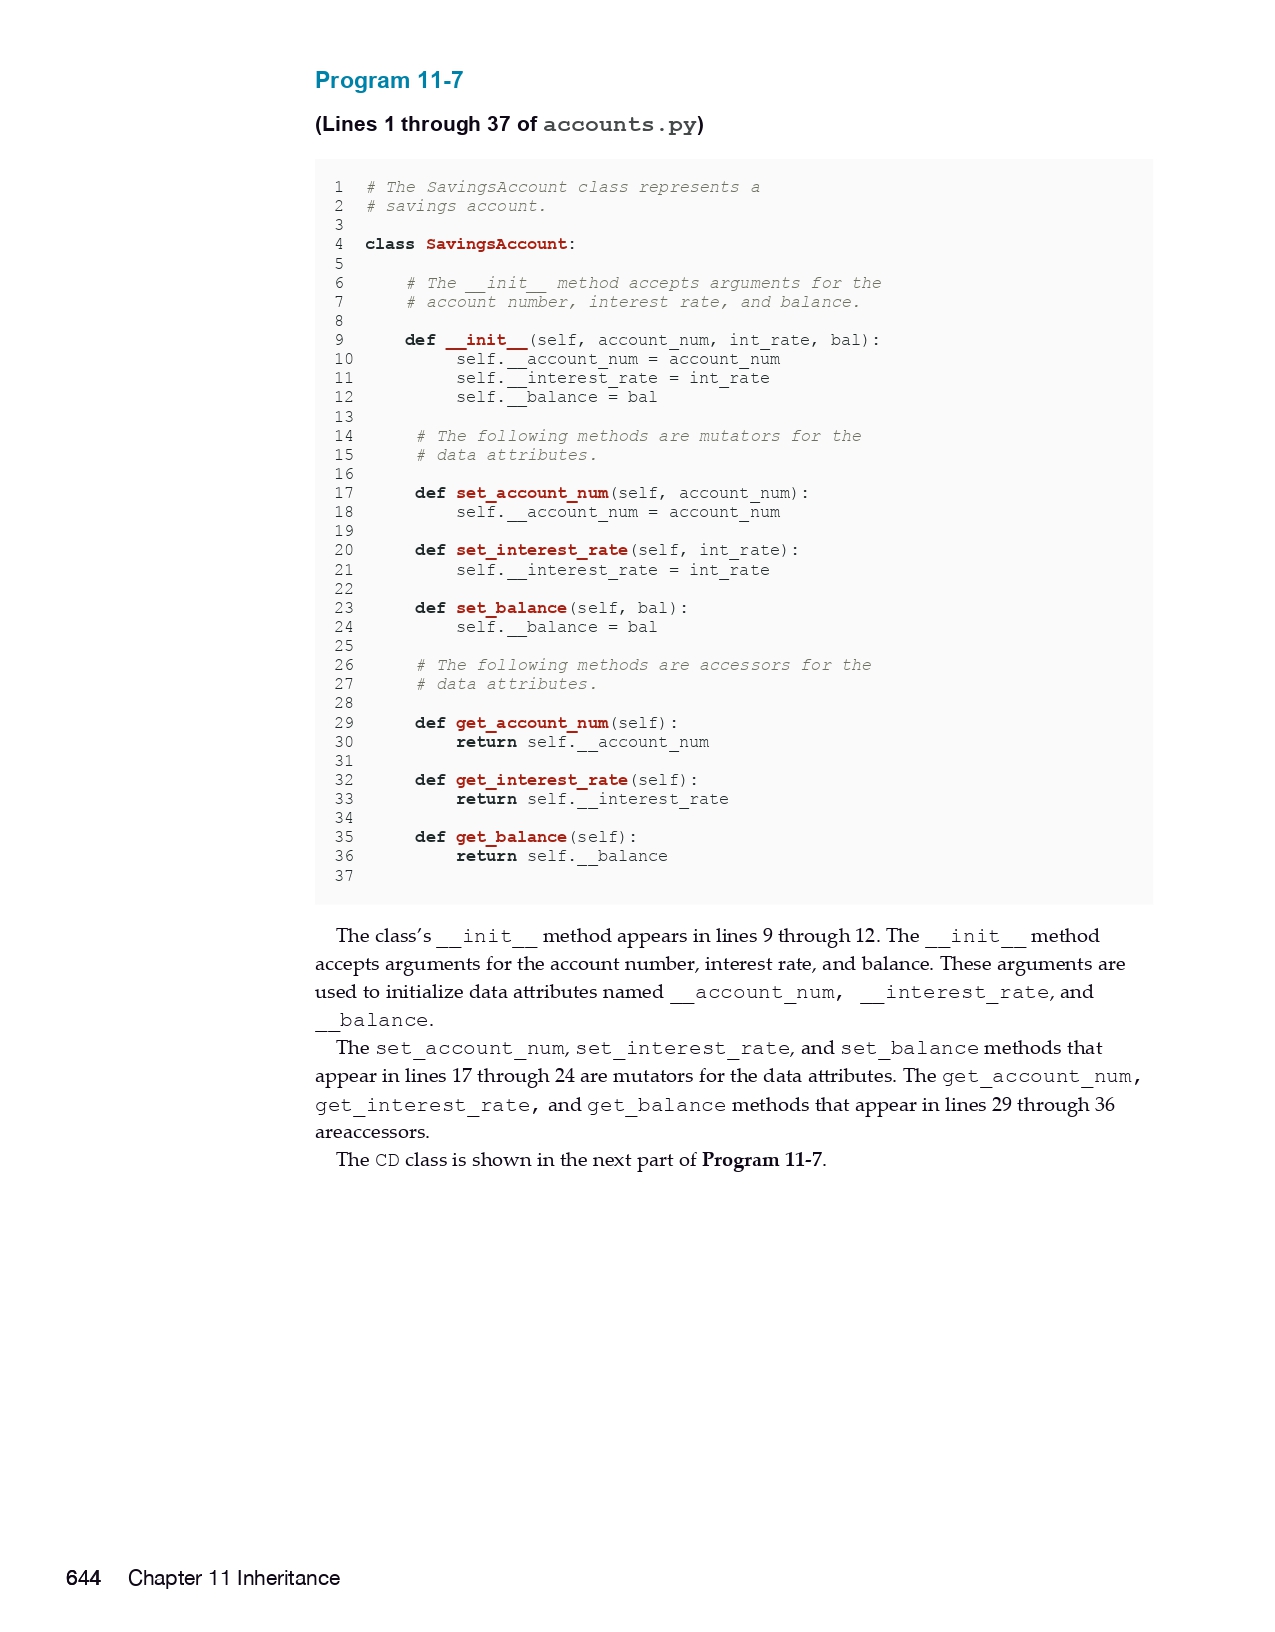 Program 11-7
(Lines 1 through 37 of accounts.py)
1 # The SavingsAccount class represents a
2 # savings account.
3
4 class SavingsAccount:
5
6     # The __init__ method accepts arguments for the
7     # account number, interest rate, and balance.
8
9     def __init__(self, account_num, int_rate, bal):
10         self.__account_num = account_num
11         self.__interest_rate = int_rate
12         self.__balance = bal
13
14     # The following methods are mutators for the
15     # data attributes.
16
17     def set_account_num(self, account_num):
18         self.__account_num = account_num
19
20     def set_interest_rate(self, int_rate):
21         self.__interest_rate = int_rate
22
23     def set_balance(self, bal):
24         self.__balance = bal
25
26     # The following methods are accessors for the
27     # data attributes.
28
29     def get_account_num(self):
30         return self.__account_num
31
32     def get_interest_rate(self):
33         return self.__interest_rate
34
35     def get_balance(self):
36         return self.__balance
37
The class’s __init__ method appears in lines 9 through 12. The __init__ method
accepts arguments for the account number, interest rate, and balance. These arguments are
used to initialize data attributes named __account_num, __interest_rate, and
__balance.
The set_account_num, set_interest_rate, and set_balance methods that
appear in lines 17 through 24 are mutators for the data attributes. The get_account_num,
get_interest_rate, and get_balance methods that appear in lines 29 through 36
areaccessors.
The CD class is shown in the next part of Program 11-7.
644 Chapter 11 Inheritance